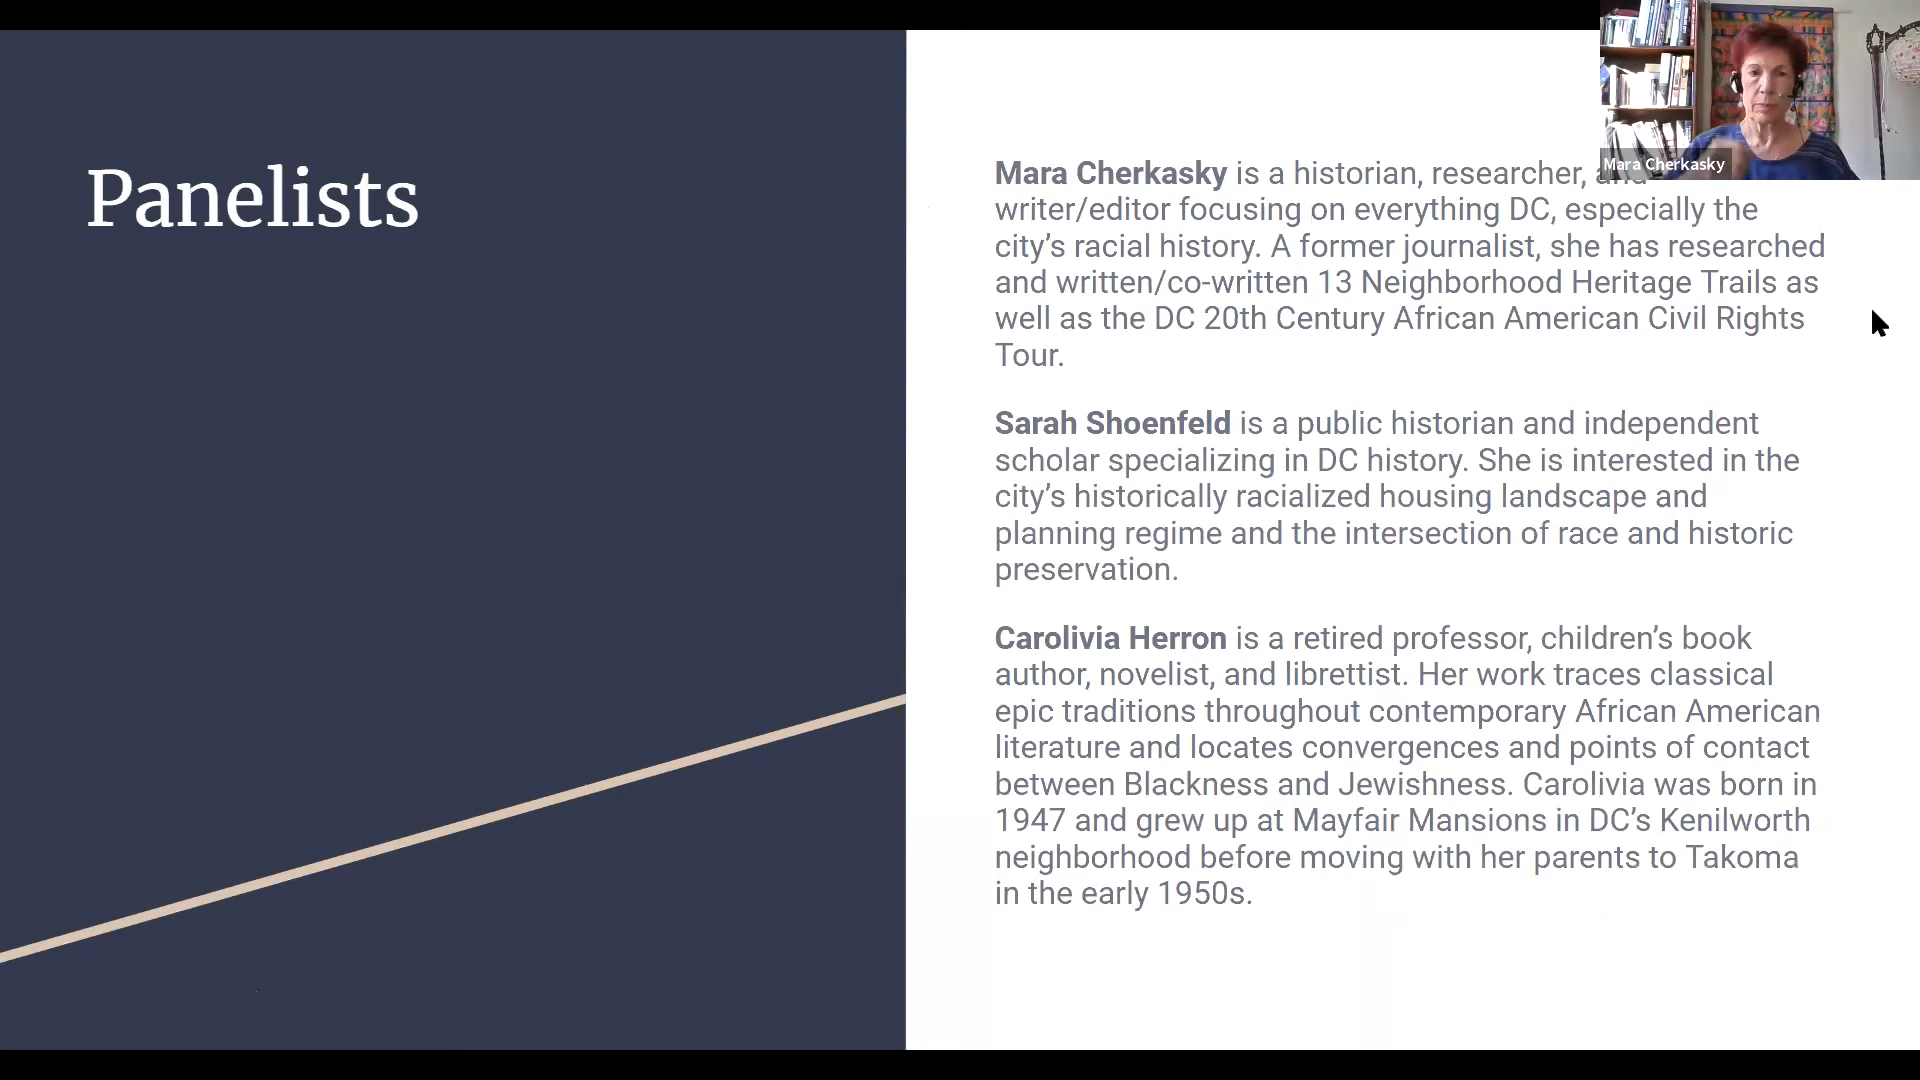 Panelists
Mara Cherkasky
Mara Cherkasky is a historian, researcher, and
writer/editor focusing on everything DC, especially the
city’s racial history. A former journalist, she has researched
and written/co-written 13 Neighborhood Heritage Trails as
well as the DC 20th Century African American Civil Rights
Tour.
Sarah Shoenfeld is a public historian and independent
scholar specializing in DC history. She is interested in the
city’s historically racialized housing landscape and
planning regime and the intersection of race and historic
preservation.
Carolivia Herron is a retired professor, children’s book
author, novelist, and librettist. Her work traces classical
epic traditions throughout contemporary African American
literature and locates convergences and points of contact
between Blackness and Jewishness. Carolivia was born in
1947 and grew up at Mayfair Mansions in DC’s Kenilworth
neighborhood before moving with her parents to Takoma
in the early 1950s.